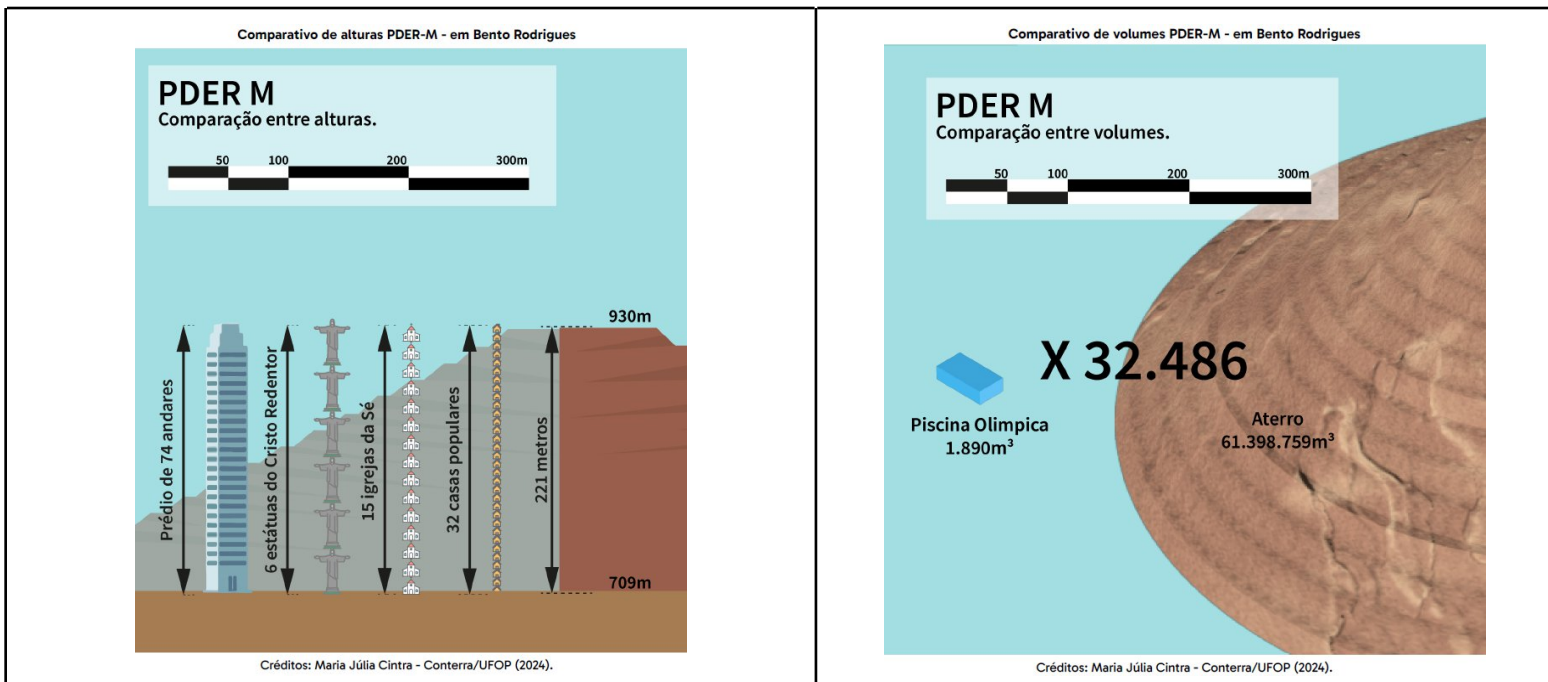 Comparativo de alturas PDER-M - em Bento Rodrigues
PDER M
Comparação entre alturas.
50 100 200 300m
930m
Prédio de 74 andares
6 estátuas do Cristo Redentor
15 igrejas da Sé
32 casas populares
221 metros
709m
Créditos: Maria Júlia Cintra - Conterra/UFOP (2024).
Comparativo de volumes PDER-M - em Bento Rodrigues
PDER M
Comparação entre volumes.
50 100 200 300m
X 32.486
Piscina Olimpica
1.890m³
Aterro
61.398.759m³
Créditos: Maria Júlia Cintra - Conterra/UFOP (2024).